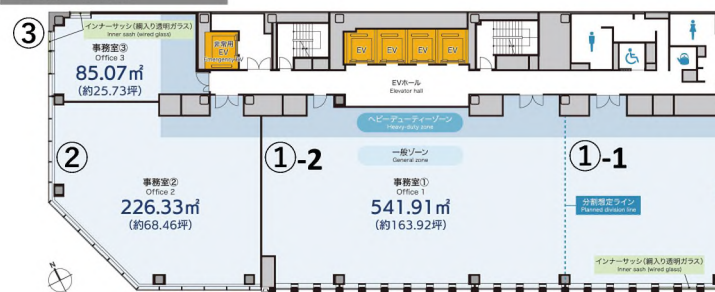 ③
インナーサッシ(網入り透明ガラス)
Inner sash (wired glass)
事務室③
Office 3
85.07㎡
(約25.73坪)
非常用
EV
Emergency EV
EV
EV
EV
EV
EVホール
Elevator hall
ヘビーデューティーゾーン
Heavy-duty zone
②
①-2
①-1
一般ゾーン
General zone
事務室②
Office 2
226.33㎡
(約68.46坪)
事務室①
Office 1
541.91㎡
(約163.92坪)
分割想定ライン
Planned division line
インナーサッシ(網入り透明ガラス)
Inner sash (wired glass)
N